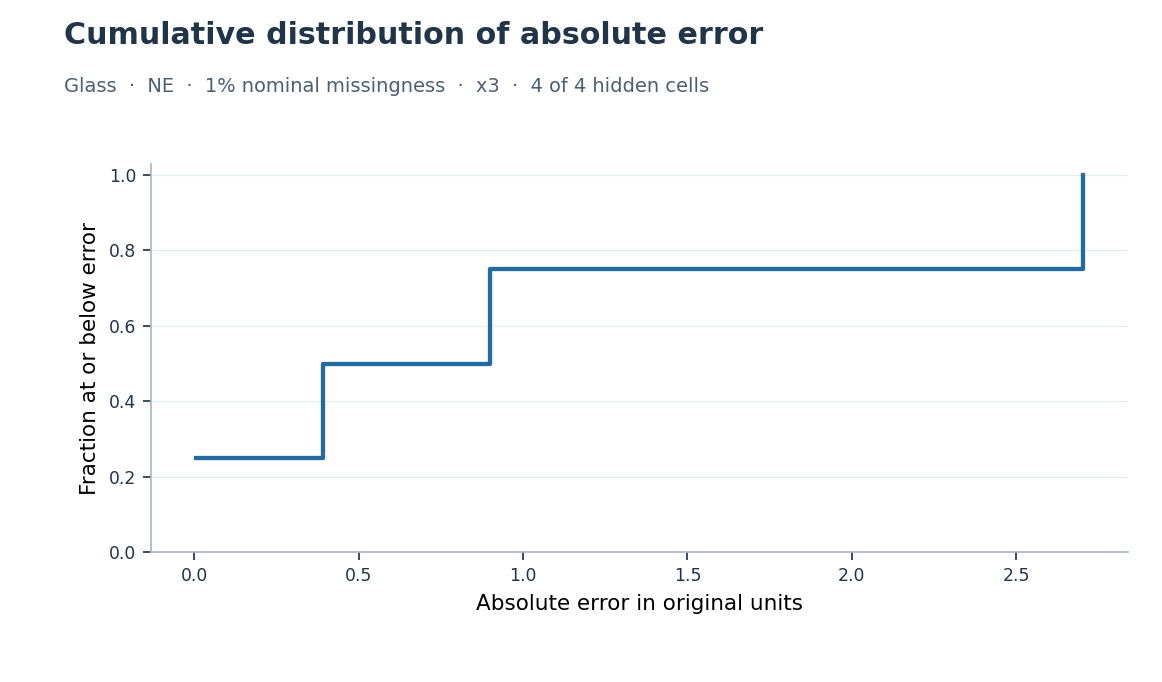 Cumulative distribution of absolute error
Glass · NE · 1% nominal missingness · x3 · 4 of 4 hidden cells
Fraction at or below error
1.0
0.8
0.6
0.4
0.2
0.0
0.0 0.5 1.0 1.5 2.0 2.5
Absolute error in original units